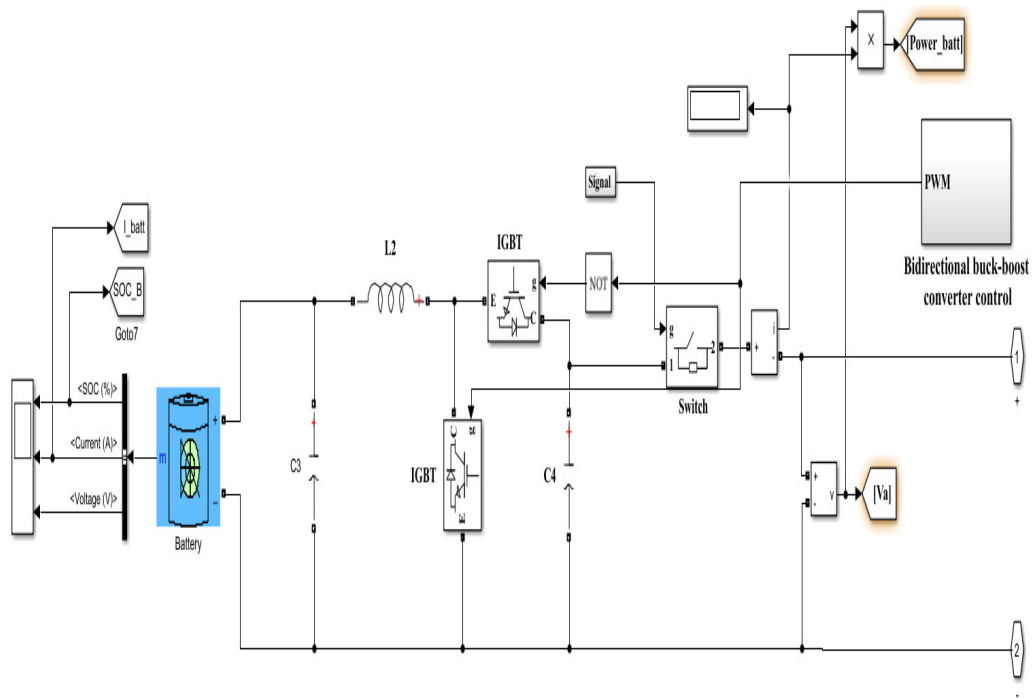 [Power_batt]
×
Signal
PWM
I_batt
L2
IGBT
Bidirectional buck-boost
converter control
SOC_B
NOT
g
E
C
Goto7
g
i
+
-
1
2
1
+
<SOC (%)>
Switch
+
m
<Current (A)>
C
g
IGBT
C3
C4
+
-
v
[Va]
<Voltage (V)>
-
E
Battery
2
-